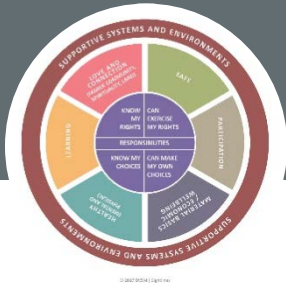 SUPPORTIVE SYSTEMS AND ENVIRONMENTS
LOVE AND
CONNECTION
SAFE
LEARNING
PARTICIPATION
KNOW
MY
RIGHTS
CAN
EXERCISE
MY RIGHTS
RESPONSIBILITIES
KNOW MY
CHOICES
CAN MAKE
MY OWN
CHOICES
HEALTHY
MATERIAL BASICS
/ ECONOMIC
WELLBEING
SUPPORTIVE SYSTEMS AND ENVIRONMENTS